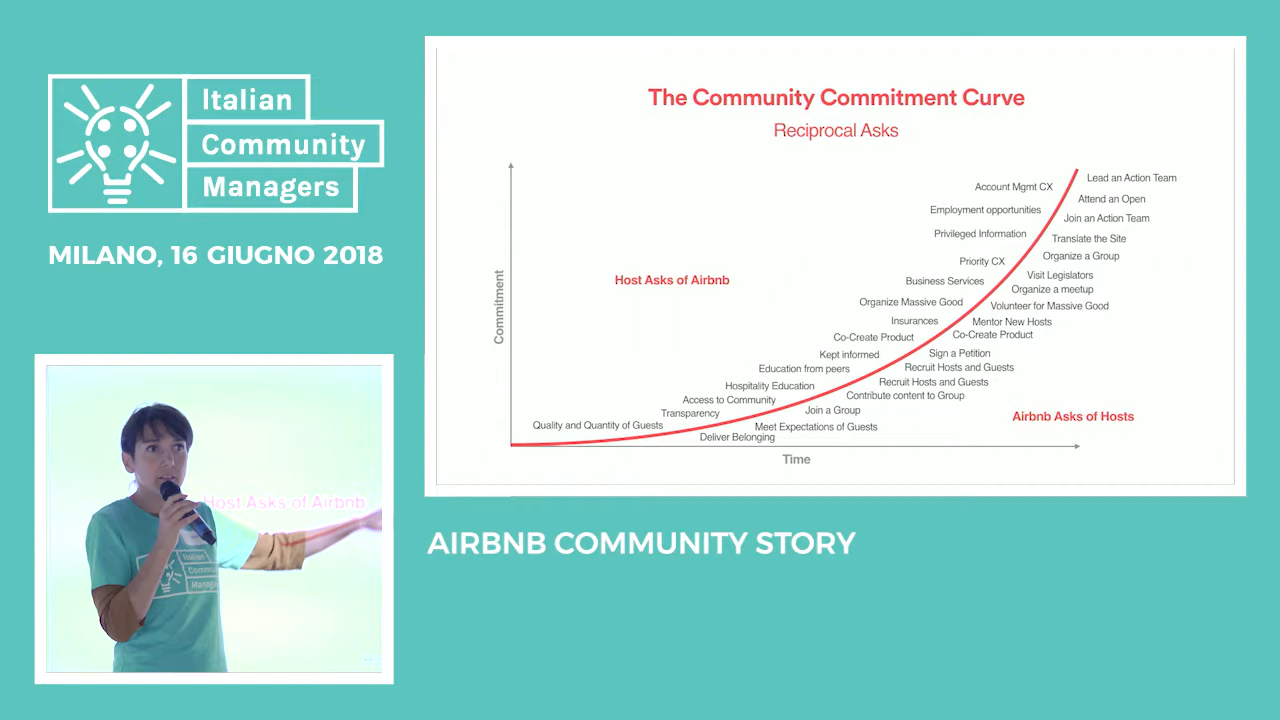 Italian
Community
Managers
MILANO, 16 GIUGNO 2018
The Community Commitment Curve
Reciprocal Asks
Commitment
Time
Host Asks of Airbnb
Account Mgmt CX
Employment opportunities
Privileged Information
Priority CX
Business Services
Organize Massive Good
Insurances
Co-Create Product
Kept informed
Education from peers
Hospitality Education
Access to Community
Transparency
Quality and Quantity of Guests
Lead an Action Team
Attend an Open
Join an Action Team
Translate the Site
Organize a Group
Visit Legislators
Organize a meetup
Volunteer for Massive Good
Mentor New Hosts
Co-Create Product
Sign a Petition
Recruit Hosts and Guests
Recruit Hosts and Guests
Contribute content to Group
Join a Group
Meet Expectations of Guests
Deliver Belonging
Airbnb Asks of Hosts
Host Asks of Airbnb
Italian
AIRBNB COMMUNITY STORY